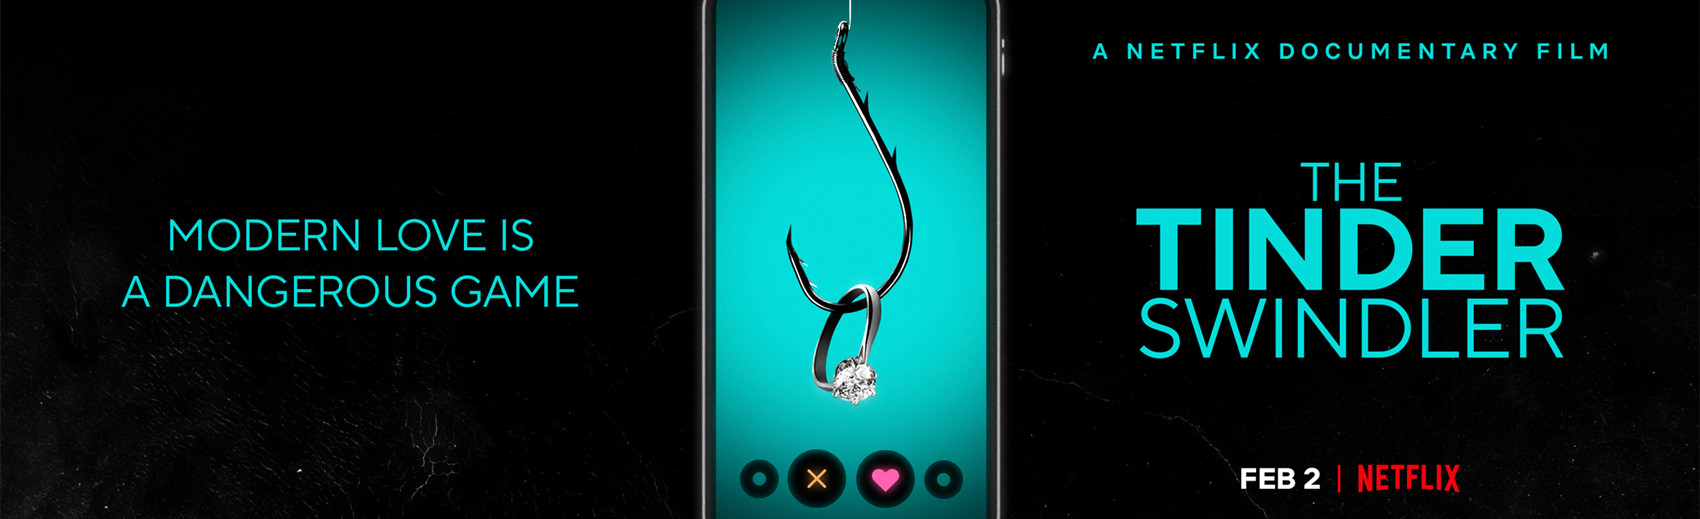 MODERN LOVE IS
A DANGEROUS GAME
A NETFLIX DOCUMENTARY FILM
THE
TINDER
SWINDLER
FEB 2 | NETFLIX